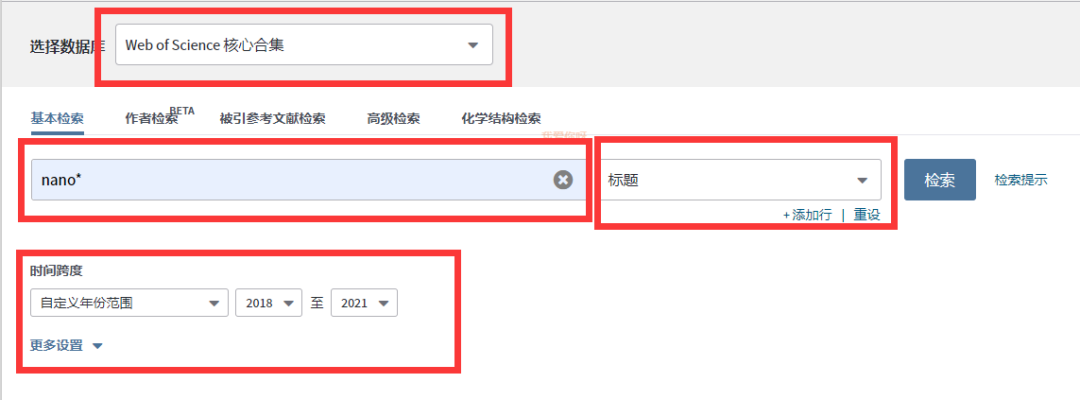 选择数据库 Web of Science 核心合集
基本检索 作者检索 BETA 被引参考文献检索 高级检索 化学结构检索
nano* 标题 检索 检索提示
+添加行 | 重设
时间跨度
自定义年份范围 2018 至 2021
更多设置